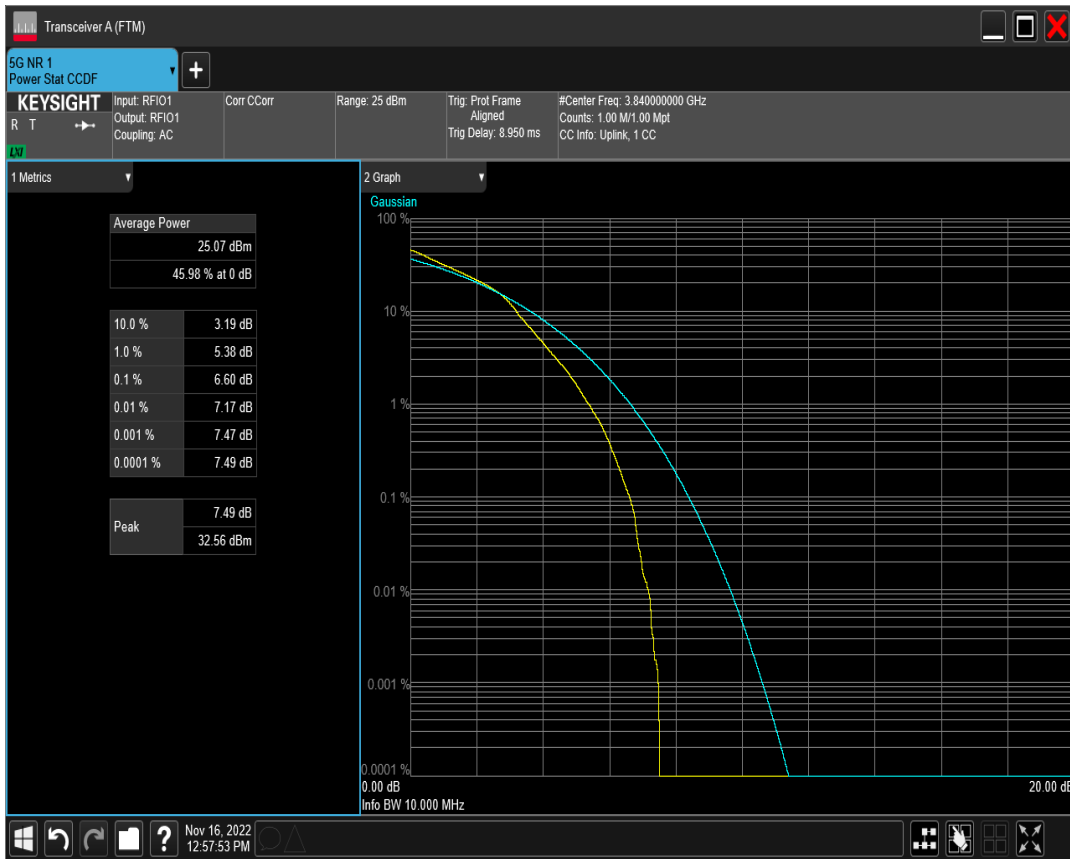 Transceiver A (FTM)
5G NR 1
Power Stat CCDF
+
KEYSIGHT
R T
LXI
Input: RFIO1
Output: RFIO1
Coupling: AC
Corr CCorr
Range: 25 dBm
Trig: Prot Frame
Aligned
Trig Delay: 8.950 ms
#Center Freq: 3.840000000 GHz
Counts: 1.00 M/1.00 Mpt
CC Info: Uplink, 1 CC
1 Metrics
Average Power
25.07 dBm
45.98 % at 0 dB
10.0 % 3.19 dB
1.0 % 5.38 dB
0.1 % 6.60 dB
0.01 % 7.17 dB
0.001 % 7.47 dB
0.0001 % 7.49 dB
Peak
7.49 dB
32.56 dBm
2 Graph
Gaussian
100 %
10 %
1 %
0.1 %
0.01 %
0.001 %
0.0001 %
0.00 dB 20.00 dB
Info BW 10.000 MHz
?
Nov 16, 2022
12:57:53 PM